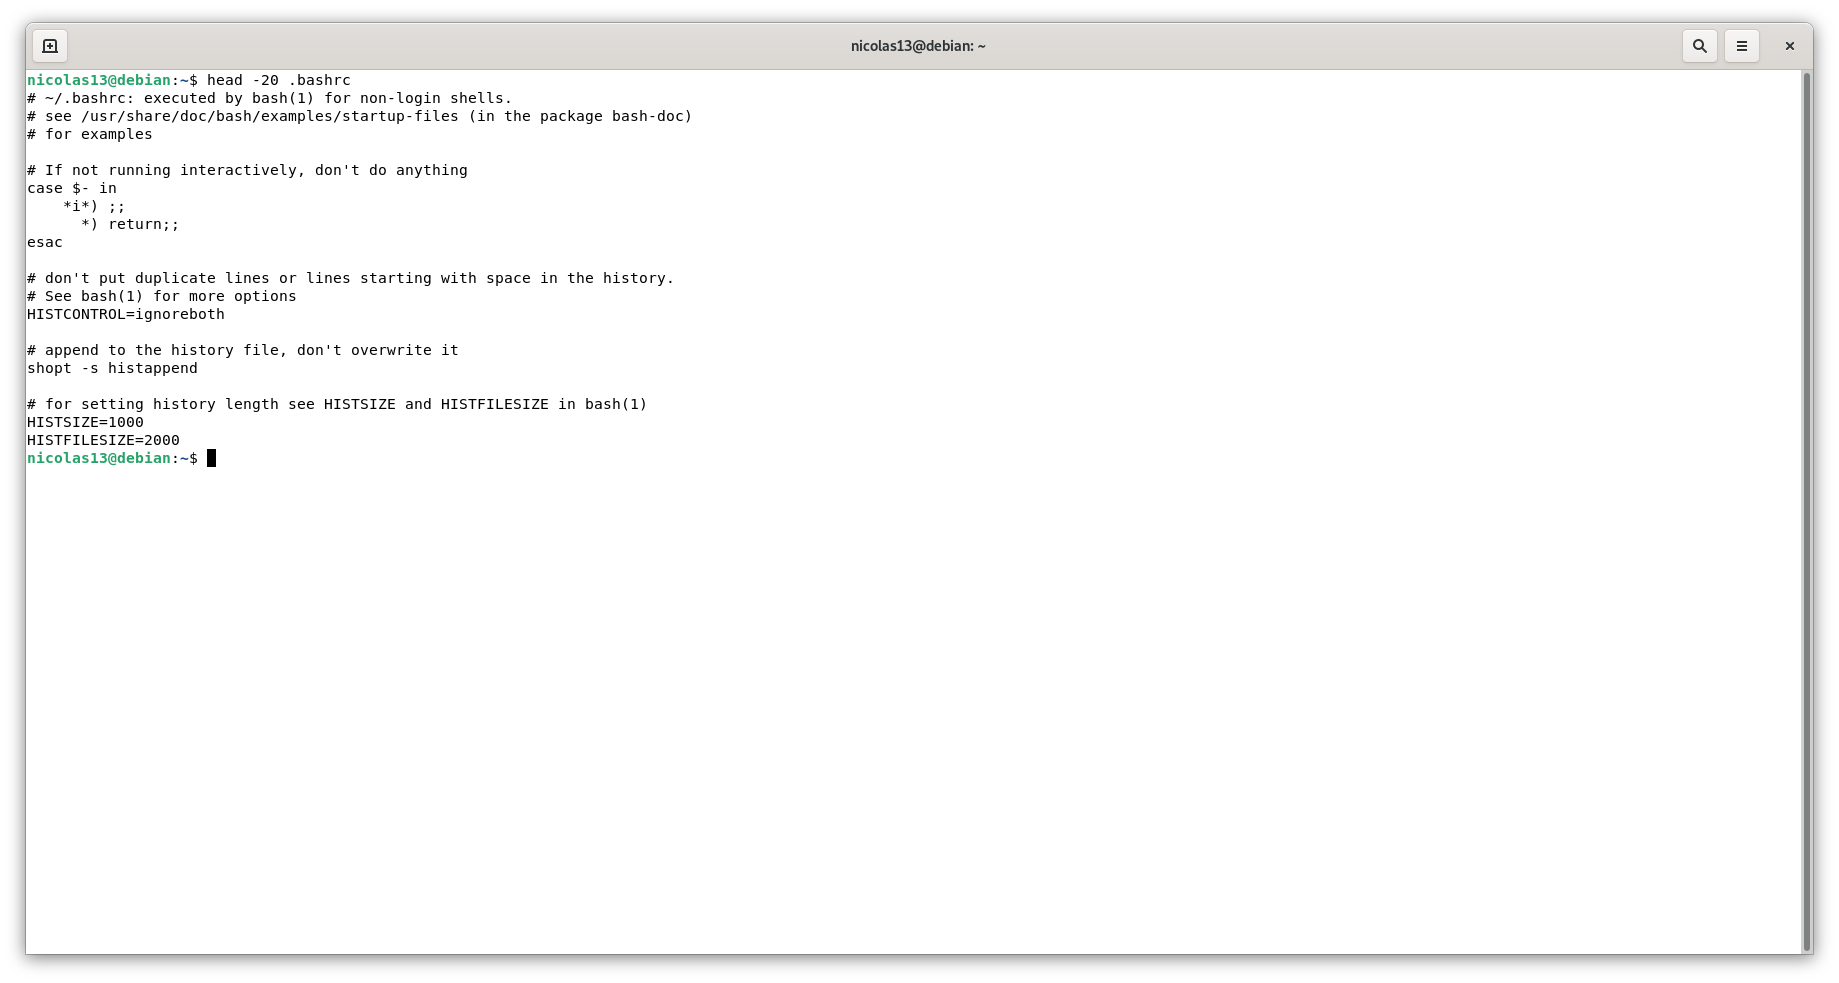 nicolas13@debian: ~
nicolas13@debian:~$ head -20 .bashrc
# ~/.bashrc: executed by bash(1) for non-login shells.
# see /usr/share/doc/bash/examples/startup-files (in the package bash-doc)
# for examples

# If not running interactively, don't do anything
case $- in
    *i*) ;;
      *) return;;
esac

# don't put duplicate lines or lines starting with space in the history.
# See bash(1) for more options
HISTCONTROL=ignoreboth

# append to the history file, don't overwrite it
shopt -s histappend

# for setting history length see HISTSIZE and HISTFILESIZE in bash(1)
HISTSIZE=1000
HISTFILESIZE=2000
nicolas13@debian:~$